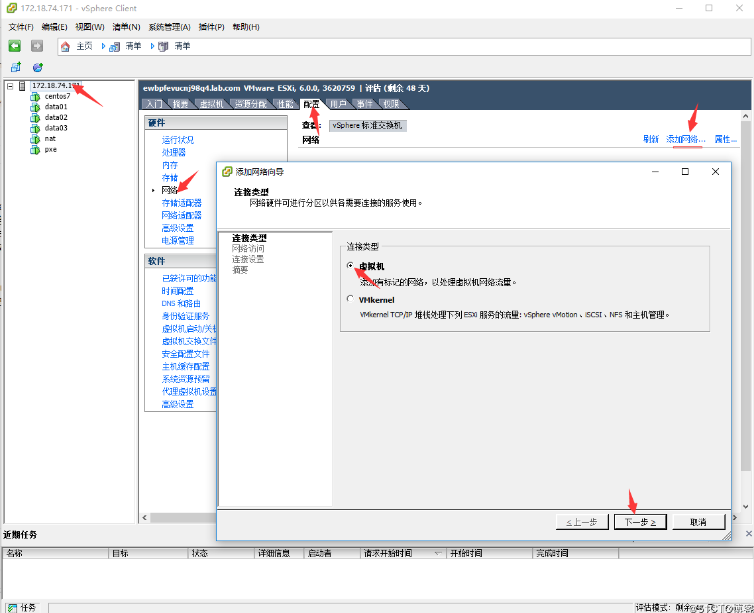 172.18.74.171 - vSphere Client
文件(F) 编辑(E) 视图(W) 清单(N) 系统管理(A) 插件(P) 帮助(H)
主页 清单 清单
172.18.74.171
centos7
data01
data02
data03
nat
pxe
ewbpfevucnj98q4.lab.com VMware ESXi, 6.0.0, 3620759 | 评估 (剩余 48 天)
入门 摘要 虚拟机 资源分配 性能 配置 用户 事件 权限
硬件
运行状况
处理器
内存
存储
网络
存储适配器
网络适配器
高级设置
电源管理
软件
已获许可的功能
时间配置
DNS 和路由
身份验证服务
虚拟机启动/关机
虚拟机交换文件
安全配置文件
主机缓存配置
系统资源预留
代理虚拟机设置
高级设置
查看: vSphere 标准交换机
网络
刷新 添加网络... 属性...
添加网络向导
连接类型
网络硬件可进行分区以供各需要连接的服务使用。
连接类型
网络访问
连接设置
摘要
连接类型
虚拟机
添加有标记的网络，以处理虚拟机网络流量。
VMkernel
VMkernel TCP/IP 堆栈处理下列 ESXi 服务的流量: vSphere vMotion、iSCSI、NFS 和主机管理。
≤上一步 下一步 ≥ 取消
近期任务
名称 目标 状态 详细信息 启动者 请求开始时间 开始时间 完成时间
任务
评估模式: 剩余